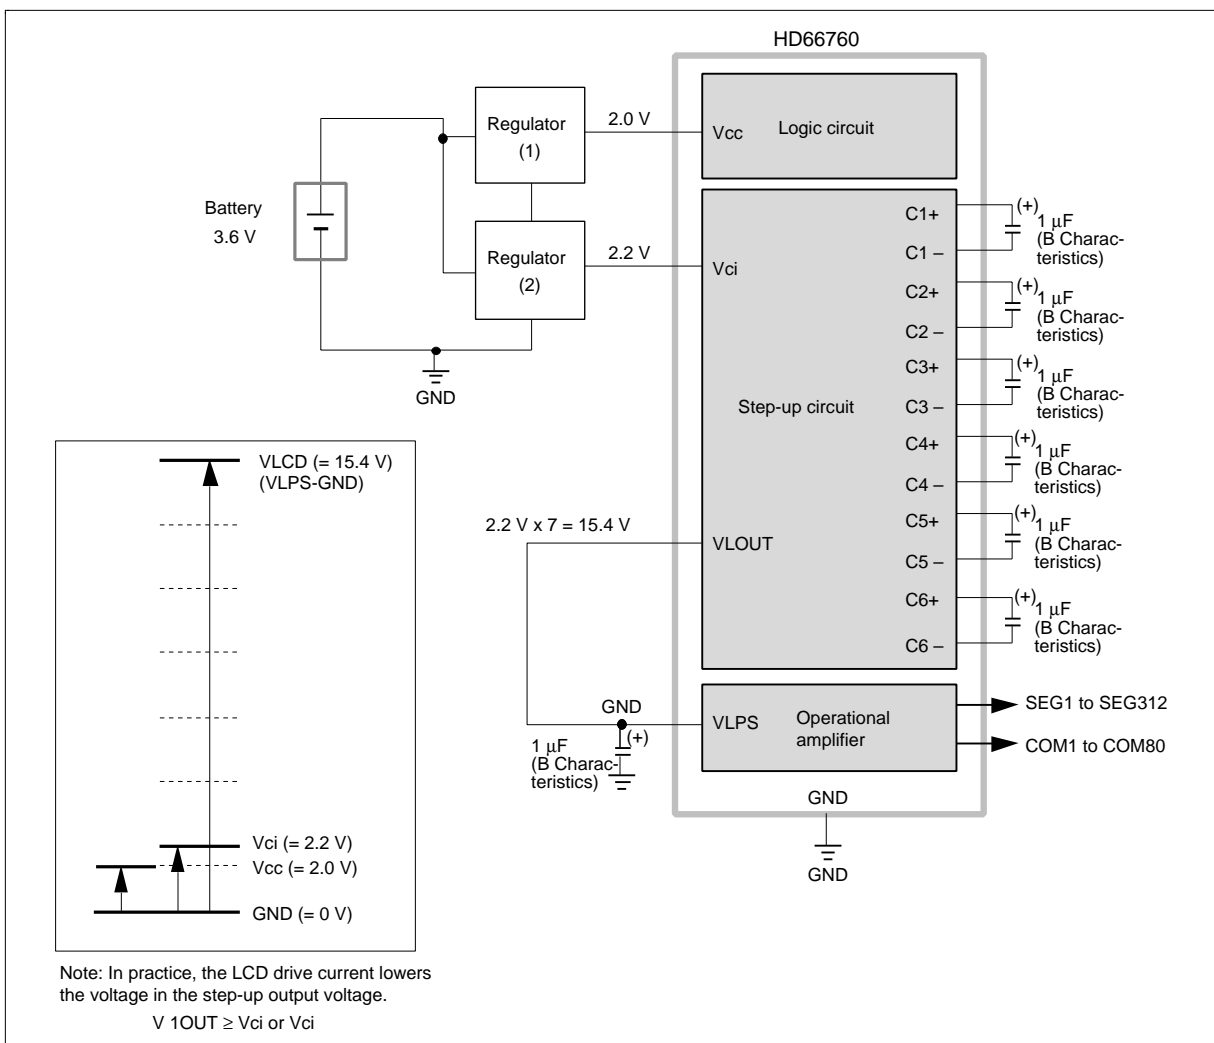 HD66760
Regulator
(1)
2.0 V
Vcc
Logic circuit
Battery
3.6 V
Regulator
(2)
2.2 V
Vci
Step-up circuit
C1+
C1 –
(+)
1 μF
(B Charac-
teristics)
C2+
C2 –
(+)
1 μF
(B Charac-
teristics)
C3+
C3 –
(+)
1 μF
(B Charac-
teristics)
C4+
C4 –
(+)
1 μF
(B Charac-
teristics)
C5+
C5 –
(+)
1 μF
(B Charac-
teristics)
C6+
C6 –
(+)
1 μF
(B Charac-
teristics)
GND
2.2 V x 7 = 15.4 V
VLOUT
GND
(+)
1 μF
(B Charac-
teristics)
VLPS
Operational
amplifier
SEG1 to SEG312
COM1 to COM80
GND
GND
VLCD (= 15.4 V)
(VLPS-GND)
Vci (= 2.2 V)
Vcc (= 2.0 V)
GND (= 0 V)
Note: In practice, the LCD drive current lowers
the voltage in the step-up output voltage.
V 1OUT ≥ Vci or Vci